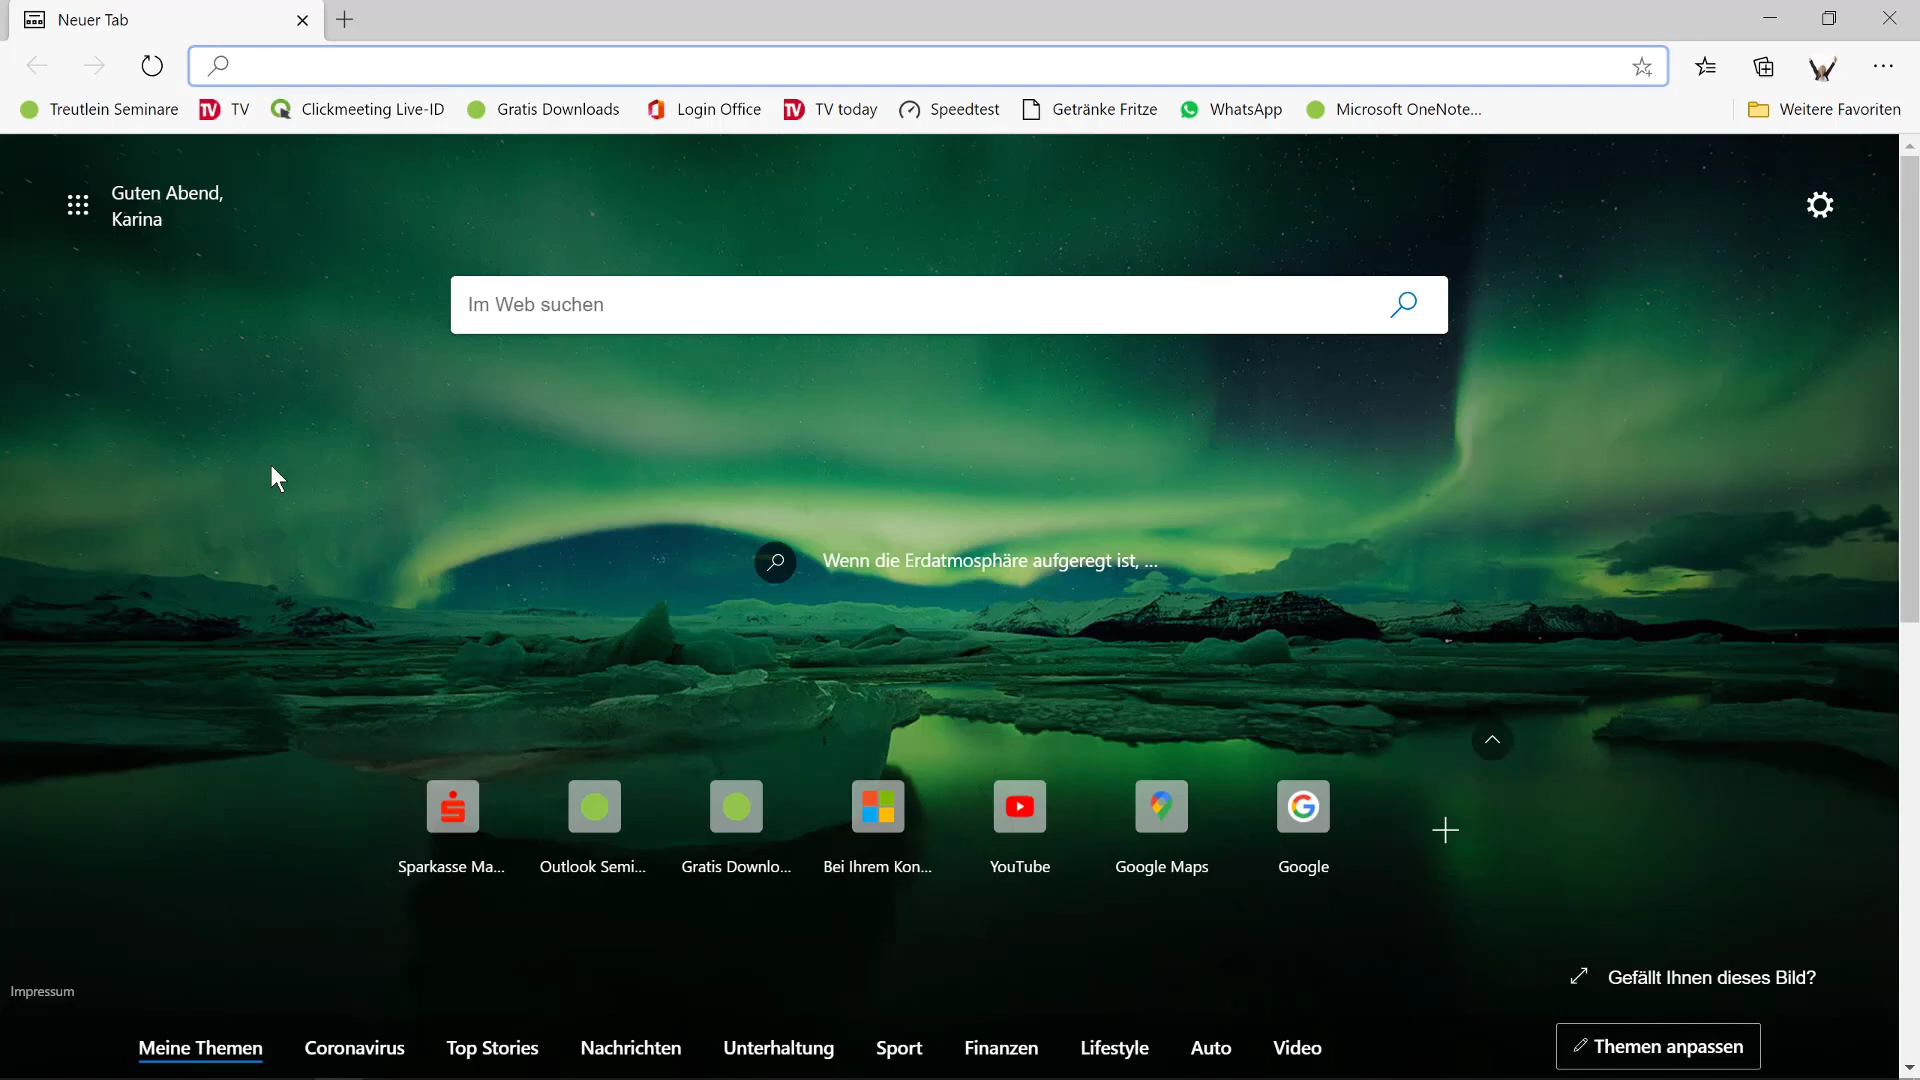 Neuer Tab
Treutlein Seminare
TV TV
Clickmeeting Live-ID
Gratis Downloads
Login Office
TV TV today
Speedtest
Getränke Fritze
WhatsApp
Microsoft OneNote...
Weitere Favoriten
Guten Abend,
Karina
Im Web suchen
Wenn die Erdatmosphäre aufgeregt ist, ...
Sparkasse Ma...
Outlook Semi...
Gratis Downlo...
Bei Ihrem Kon...
YouTube
Google Maps
Google
Gefällt Ihnen dieses Bild?
Impressum
Meine Themen
Coronavirus
Top Stories
Nachrichten
Unterhaltung
Sport
Finanzen
Lifestyle
Auto
Video
Themen anpassen